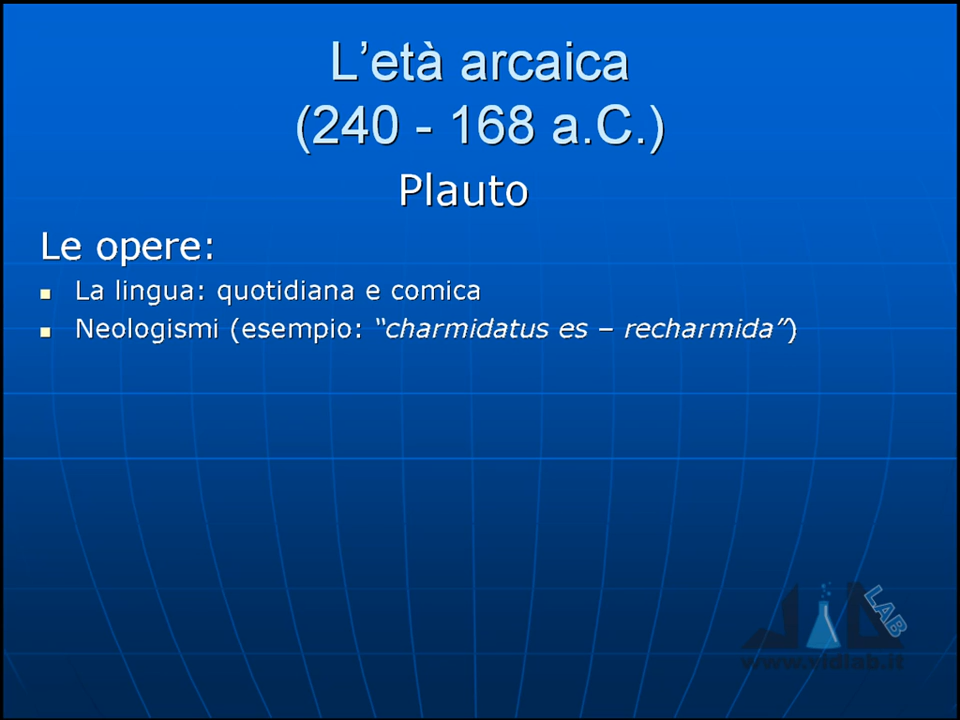 L’età arcaica
(240 - 168 a.C.)
Plauto
Le opere:
La lingua: quotidiana e comica
Neologismi (esempio: “charmidatus es – recharmida”)
LAB
www.vidlab.it